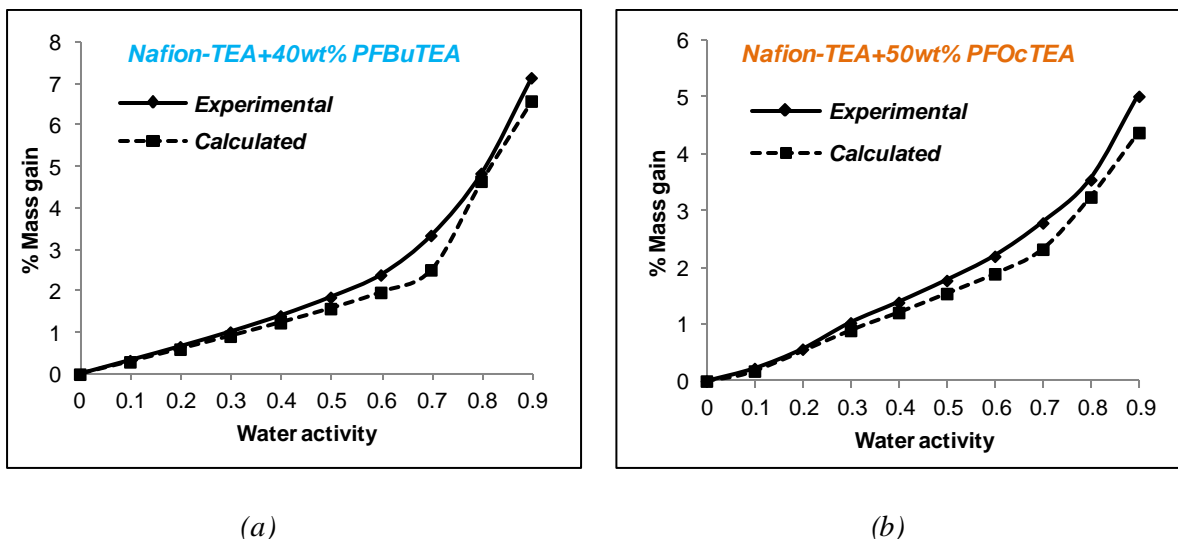 Nafion-TEA+40wt% PFBuTEA
Experimental
Calculated
% Mass gain
8
7
6
5
4
3
2
1
0
0 0.1 0.2 0.3 0.4 0.5 0.6 0.7 0.8 0.9
Water activity
(a)
Nafion-TEA+50wt% PFOcTEA
Experimental
Calculated
% Mass gain
6
5
4
3
2
1
0
0 0.1 0.2 0.3 0.4 0.5 0.6 0.7 0.8 0.9
Water activity
(b)